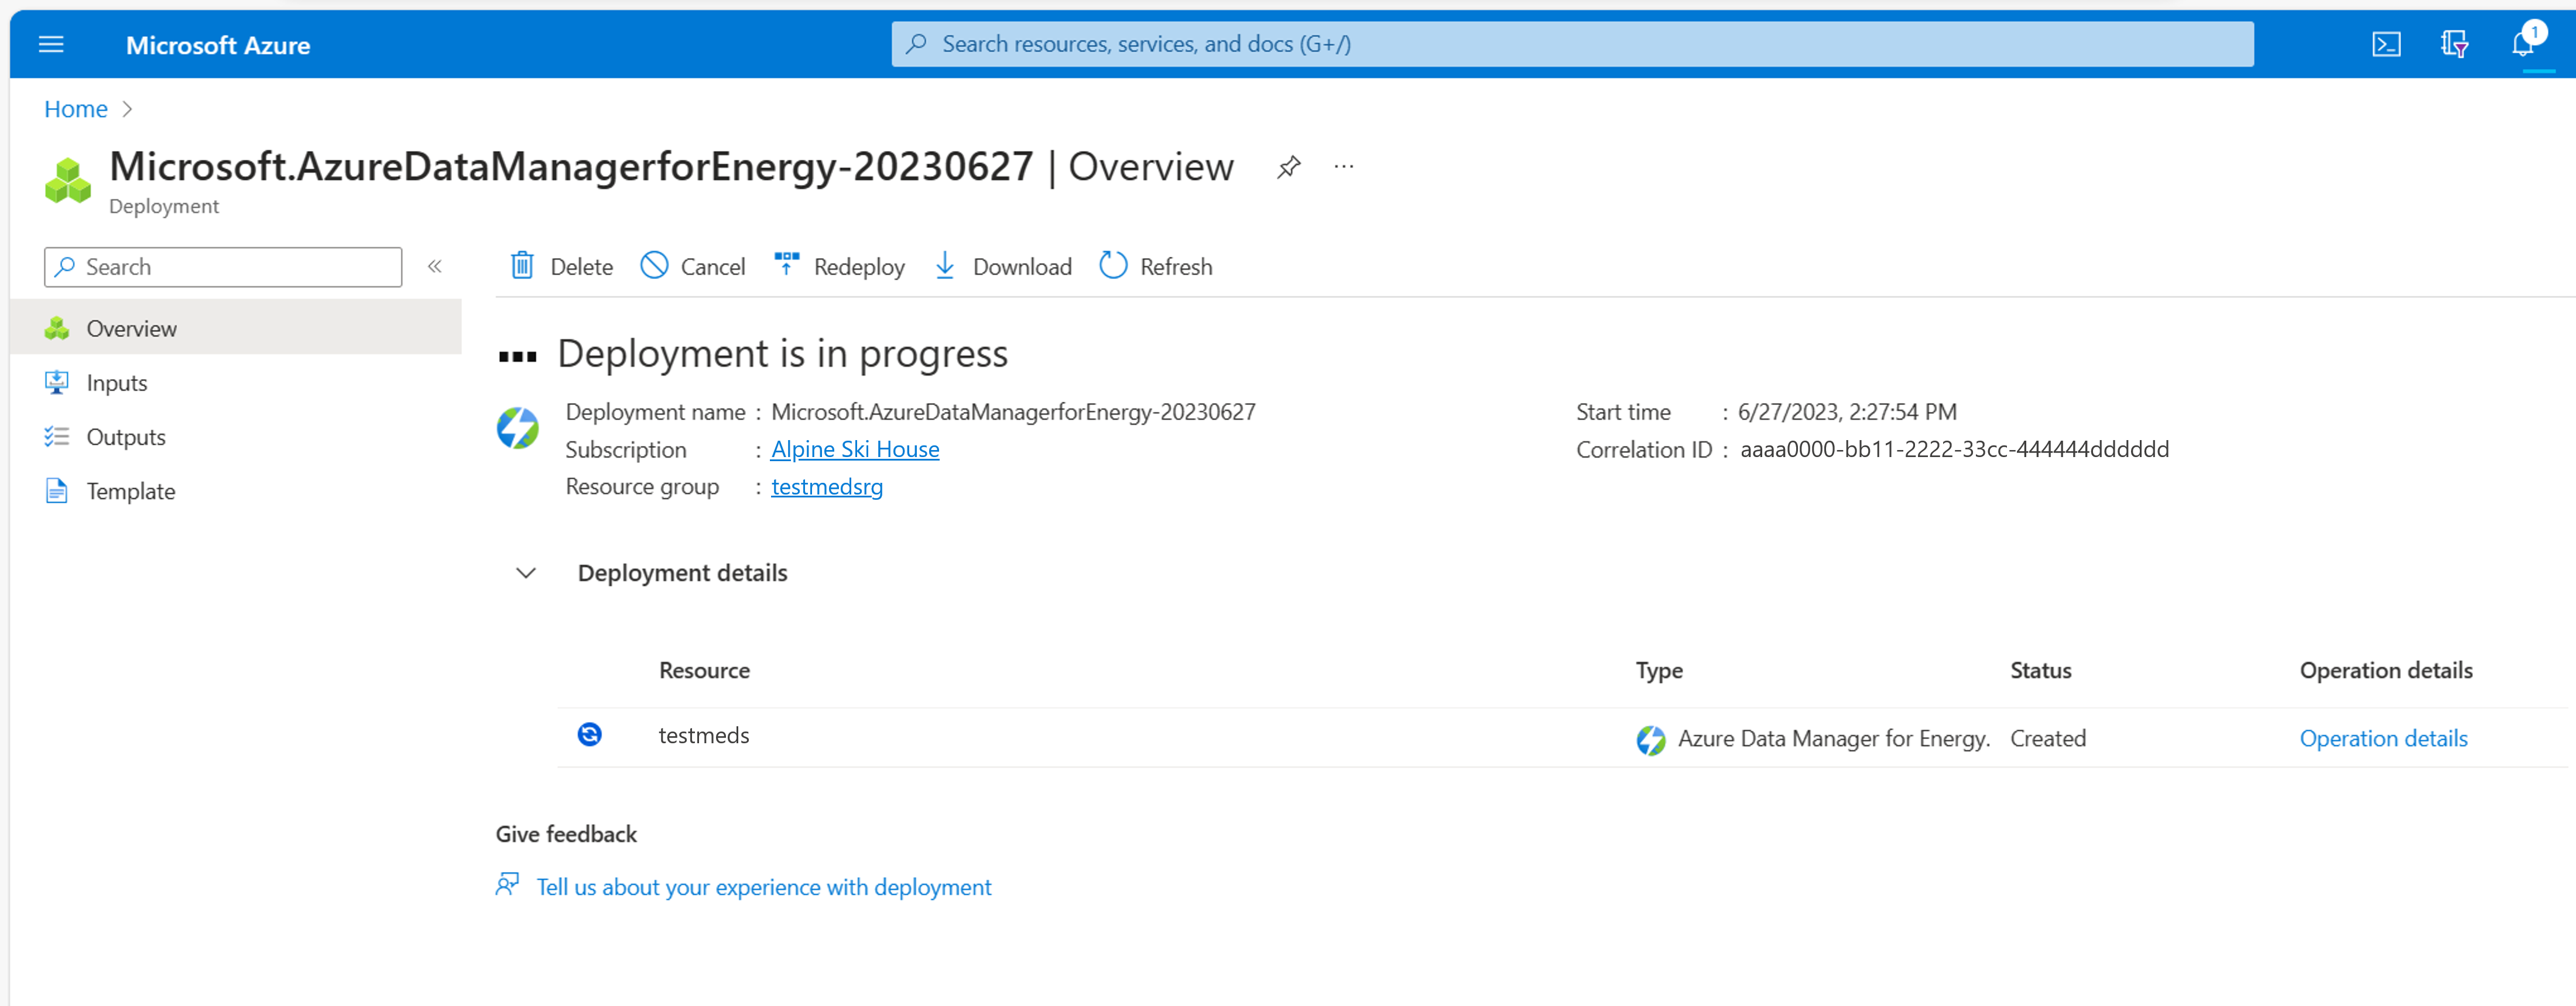 Microsoft Azure
Search resources, services, and docs (G+/)
1
Home
Microsoft.AzureDataManagerforEnergy-20230627 | Overview
Deployment
Search
Delete
Cancel
Redeploy
Download
Refresh
Overview
Inputs
Outputs
Template
Deployment is in progress
Deployment name : Microsoft.AzureDataManagerforEnergy-20230627
Subscription : Alpine Ski House
Resource group : testmedsrg
Start time : 6/27/2023, 2:27:54 PM
Correlation ID : aaaa0000-bb11-2222-33cc-444444dddddd
Deployment details
Resource Type Status Operation details
testmeds Azure Data Manager for Energy. Created Operation details
Give feedback
Tell us about your experience with deployment